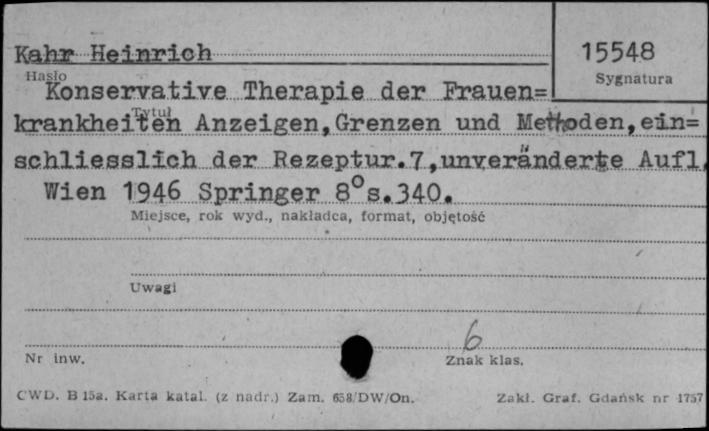 Kahr Heinrich
15548
Hasło
Sygnatura
Konservative Therapie der Frauen=
Tytuł
krankheiten Anzeigen, Grenzen und Methoden, ein=
schliesslich der Rezeptur. 7, unveränderte Aufl.
Wien 1946 Springer 8° s. 340.
Miejsce, rok wyd., nakładca, format, objętość
Uwagi
6
Nr inw.
Znak klas.
CWD. B 15a. Karta katal. (z nadr.) Zam. 658/DW/On.
Zakł. Graf. Gdańsk nr 1757